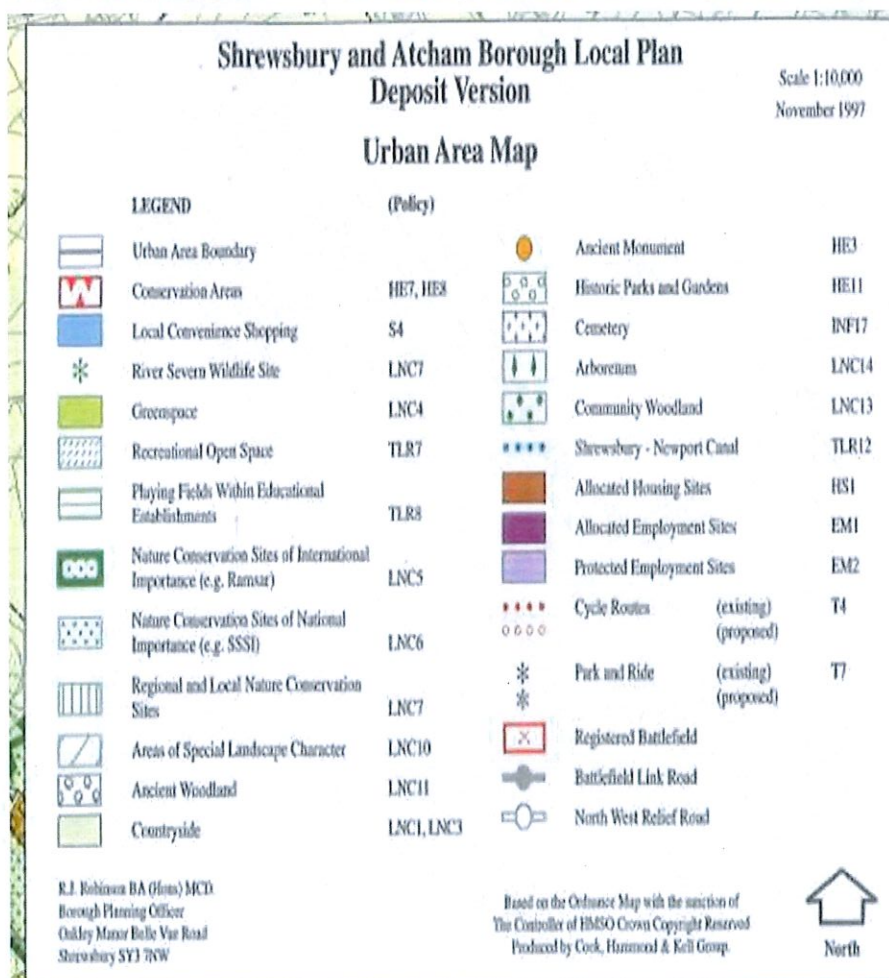 Shrewsbury and Atcham Borough Local Plan
Deposit Version
Scale 1:10,000
November 1997
Urban Area Map
LEGEND (Policy)
Urban Area Boundary
Conservation Areas HE7, HE8
Local Convenience Shopping S4
River Severn Wildlife Site LNC7
Greenspace LNC4
Recreational Open Space TLR7
Playing Fields Within Educational
Establishments TLR8
Nature Conservation Sites of International
Importance (e.g. Ramsar) LNC5
Nature Conservation Sites of National
Importance (e.g. SSSI) LNC6
Regional and Local Nature Conservation
Sites LNC7
Areas of Special Landscape Character LNC10
Ancient Woodland LNC11
Countryside LNC1, LNC3
Ancient Monument HE3
Historic Parks and Gardens HE11
Cemetery INF17
Arboretum LNC14
Community Woodland LNC13
Shrewsbury - Newport Canal TLR12
Allocated Housing Sites HS1
Allocated Employment Sites EM1
Protected Employment Sites EM2
Cycle Routes (existing) T4
(proposed)
Park and Ride (existing) T7
(proposed)
Registered Battlefield
Battlefield Link Road
North West Relief Road
R.J. Robinson BA (Hons) MCD
Borough Planning Officer
Oakley Manor Belle Vue Road
Shrewsbury SY3 7NW
Based on the Ordnance Map with the sanction of
The Controller of HMSO Crown Copyright Reserved
Produced by Cook, Hammond & Kell Group.
North